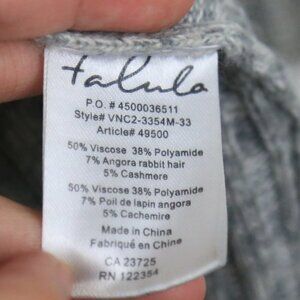 talula
P.O. # 4500036511
Style# VNC2-3354M-33
Article# 49500
50% Viscose 38% Polyamide
7% Angora rabbit hair
5% Cashmere
50% Viscose 38% Polyamide
7% Poil de lapin angora
5% Cachemire
Made in China
Fabriqué en Chine
CA 23725
RN 122354